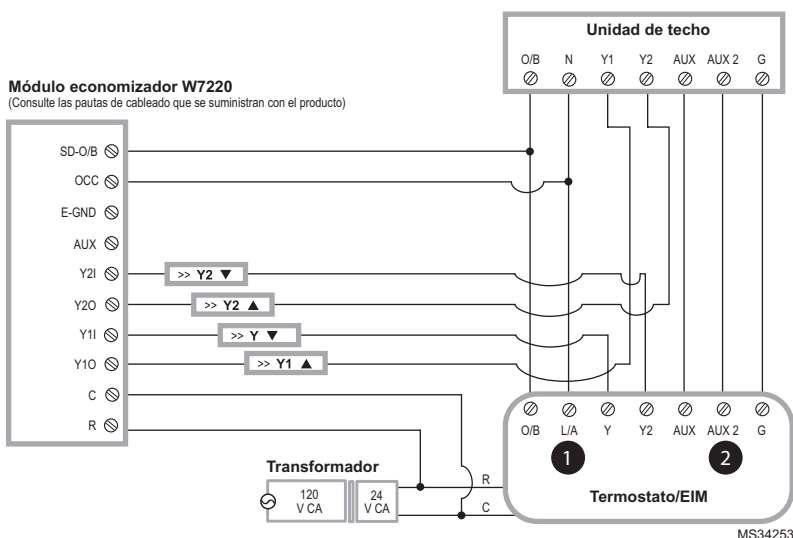 Unidad de techo
O/B N Y1 Y2 AUX AUX 2 G
Módulo economizador W7220
(Consulte las pautas de cableado que se suministran con el producto)
SD-O/B
OCC
E-GND
AUX
Y2I
>> Y2 ▼
Y2O
>> Y2 ▲
Y1I
>> Y ▼
Y1O
>> Y1 ▲
C
R
O/B L/A Y Y2 AUX AUX 2 G
1
2
Termostato/EIM
Transformador
120
V CA
24
V CA
R
C
MS34253